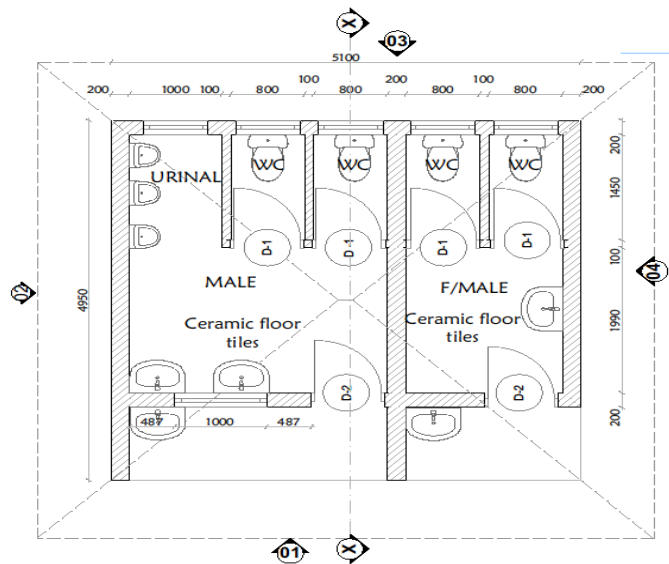 X
03
5100
200 1000 100 800 100 800 200 800 100 800 200
WC WC WC WC
URINAL
200
1450
D-1 D-1 D-1 D-1
100
04
02
MALE
F/MALE
4950
1990
Ceramic floor
tiles
Ceramic floor
tiles
D-2 D-2
487 1000 487
200
01
X